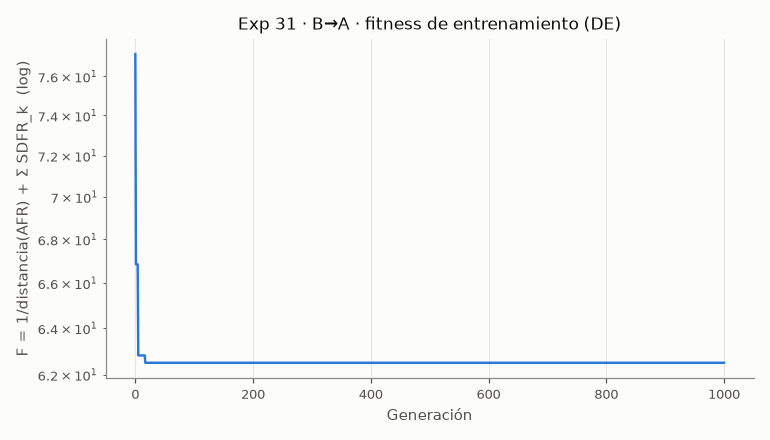 Exp 31 · B→A · fitness de entrenamiento (DE)
F = 1/distancia(AFR) + Σ SDFR_k (log)
7.6 × 10¹
7.4 × 10¹
7.2 × 10¹
7 × 10¹
6.8 × 10¹
6.6 × 10¹
6.4 × 10¹
6.2 × 10¹
0 200 400 600 800 1000
Generación